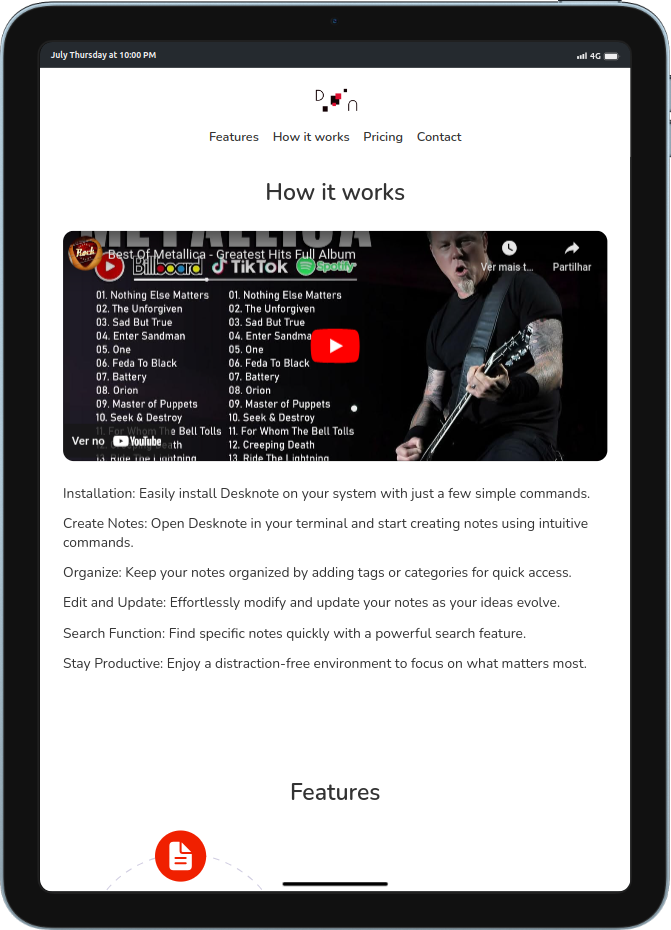 July Thursday at 10:00 PM
4G
D n
Features How it works Pricing Contact
How it works
METALLICA
Rock
Best Of Metallica - Greatest Hits Full Album
Ver mais t...
Partilhar
Billboard TikTok Spotify
01. Nothing Else Matters 01. Nothing Else Matters
02. The Unforgiven 02. The Unforgiven
03. Sad But True 03. Sad But True
04. Enter Sandman 04. Enter Sandma
05. One 05. One
06. Feda To Black 06. Feda To Black
07. Battery 07. Battery
08. Orion 08. Orion
09. Master of Puppets 09. Master of Puppets
10. Seek & Destroy 10. Seek & Destroy
11. For Whom The Bell Tolls 11. For Whom The Bell Tolls
Ver no YouTube
12. Creeping Death
13. Ride The Lightning 13. Ride The Lightning
Installation: Easily install Desknote on your system with just a few simple commands.
Create Notes: Open Desknote in your terminal and start creating notes using intuitive
commands.
Organize: Keep your notes organized by adding tags or categories for quick access.
Edit and Update: Effortlessly modify and update your notes as your ideas evolve.
Search Function: Find specific notes quickly with a powerful search feature.
Stay Productive: Enjoy a distraction-free environment to focus on what matters most.
Features